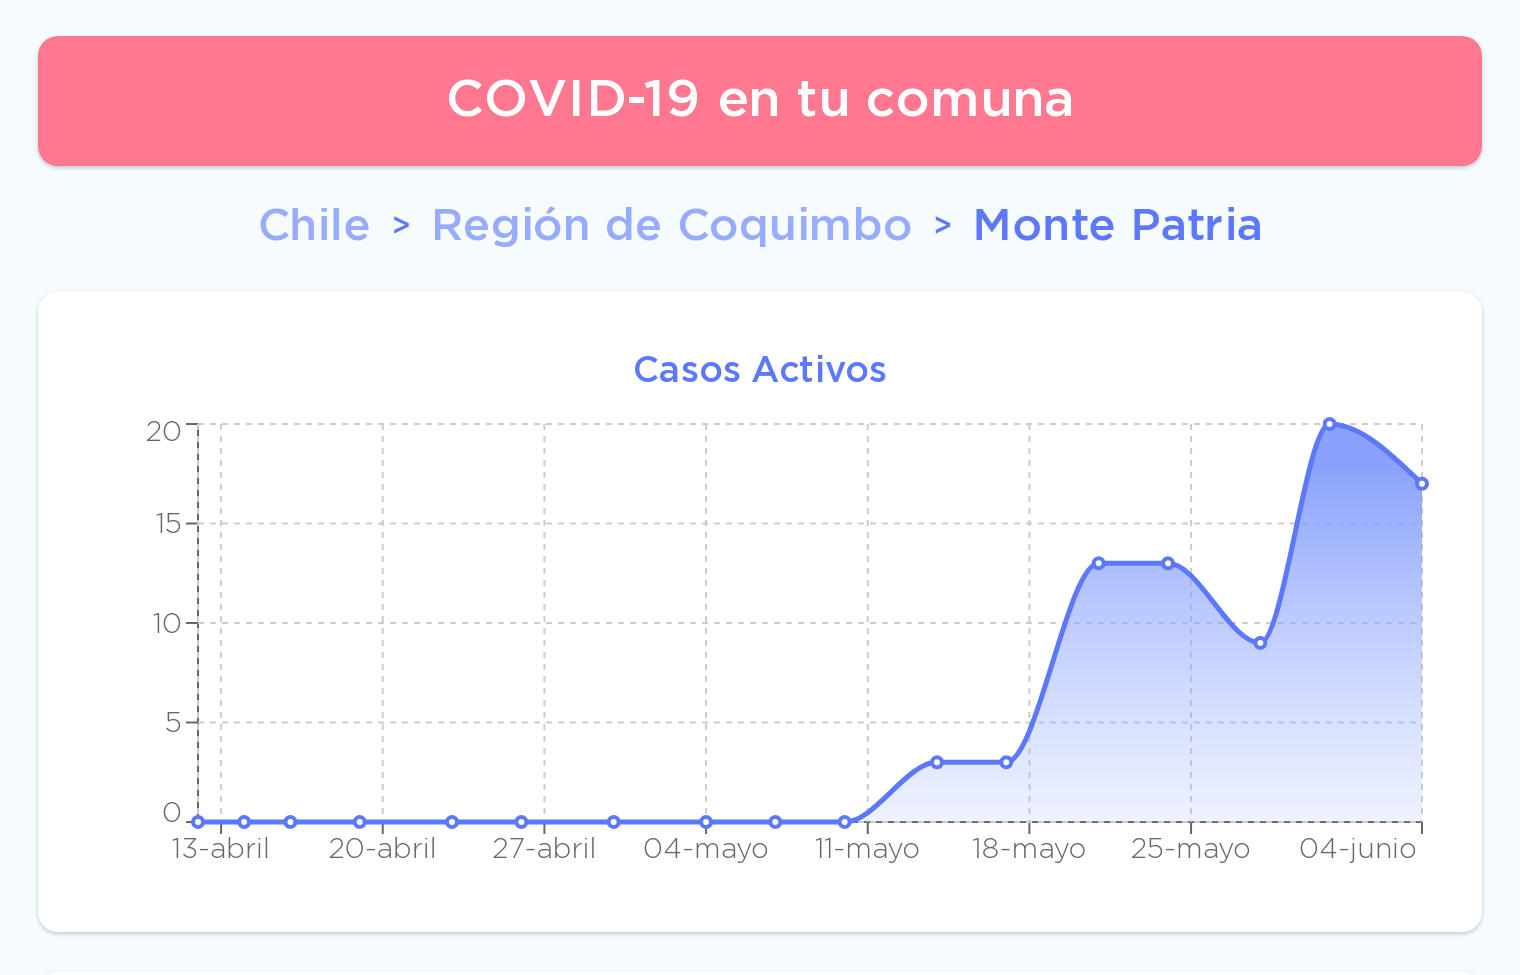 COVID-19 en tu comuna
Chile > Región de Coquimbo > Monte Patria
Casos Activos
20
15
10
5
0
13-abril 20-abril 27-abril 04-mayo 11-mayo 18-mayo 25-mayo 04-junio